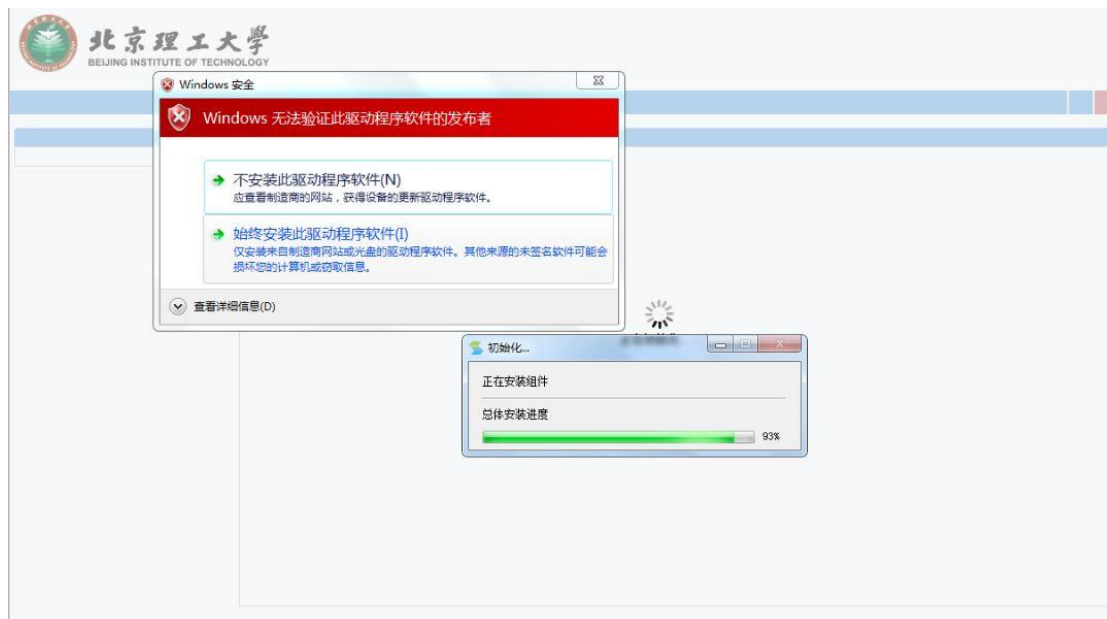 北京理工大学
BEIJING INSTITUTE OF TECHNOLOGY
Windows 安全
Windows 无法验证此驱动程序软件的发布者
不安装此驱动程序软件(N)
应查看制造商的网站，获得设备的更新驱动程序软件。
始终安装此驱动程序软件(I)
仅安装来自制造商网站或光盘的驱动程序软件。其他来源的未签名软件可能会
损坏您的计算机或窃取信息。
查看详细信息(D)
初始化...
正在安装组件
总体安装进度
93%